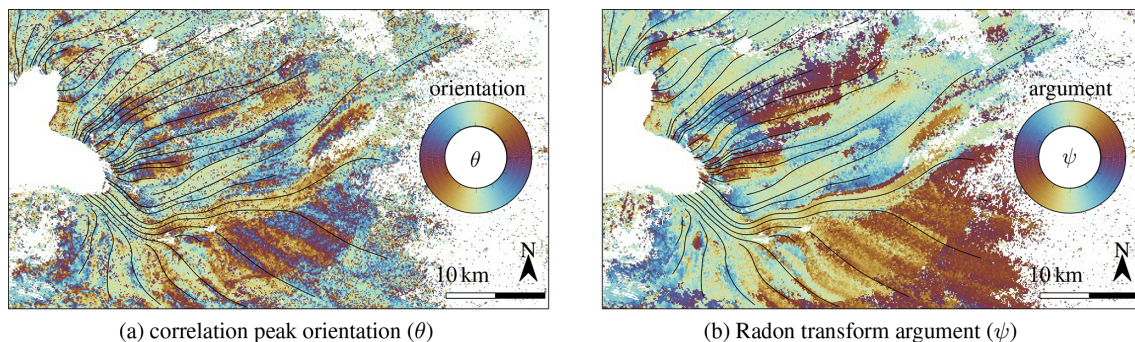 orientation
θ
N
10 km
(a) correlation peak orientation (θ)
argument
ψ
N
10 km
(b) Radon transform argument (ψ)